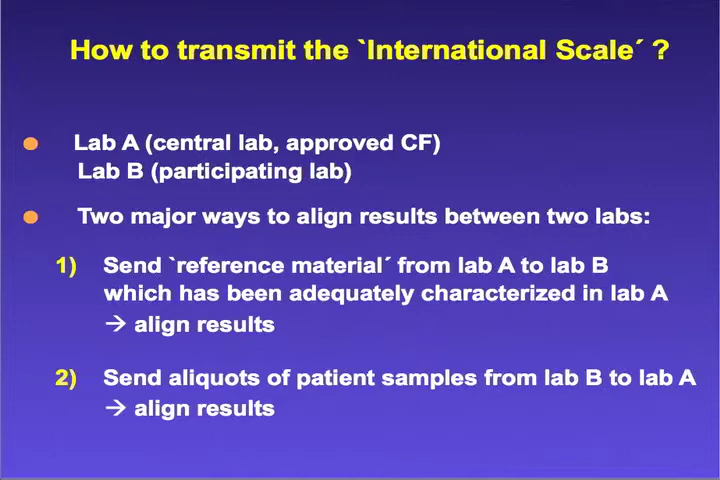 How to transmit the `International Scale´ ?
Lab A (central lab, approved CF)
Lab B (participating lab)
Two major ways to align results between two labs:
1) Send `reference material´ from lab A to lab B
which has been adequately characterized in lab A
→ align results
2) Send aliquots of patient samples from lab B to lab A
→ align results